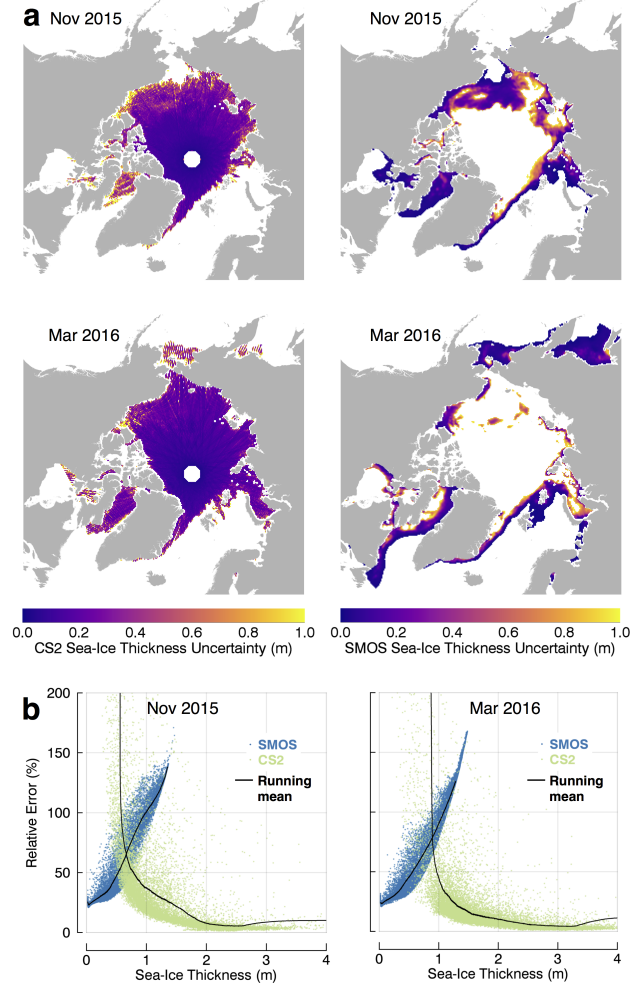 a
Nov 2015
Nov 2015
Mar 2016
Mar 2016
0.0 0.2 0.4 0.6 0.8 1.0
CS2 Sea-Ice Thickness Uncertainty (m)
0.0 0.2 0.4 0.6 0.8 1.0
SMOS Sea-Ice Thickness Uncertainty (m)
b
Nov 2015
Relative Error (%)
200
150
100
50
0
SMOS
CS2
Running
mean
0 1 2 3 4
Sea-Ice Thickness (m)
Mar 2016
SMOS
CS2
Running
mean
0 1 2 3 4
Sea-Ice Thickness (m)